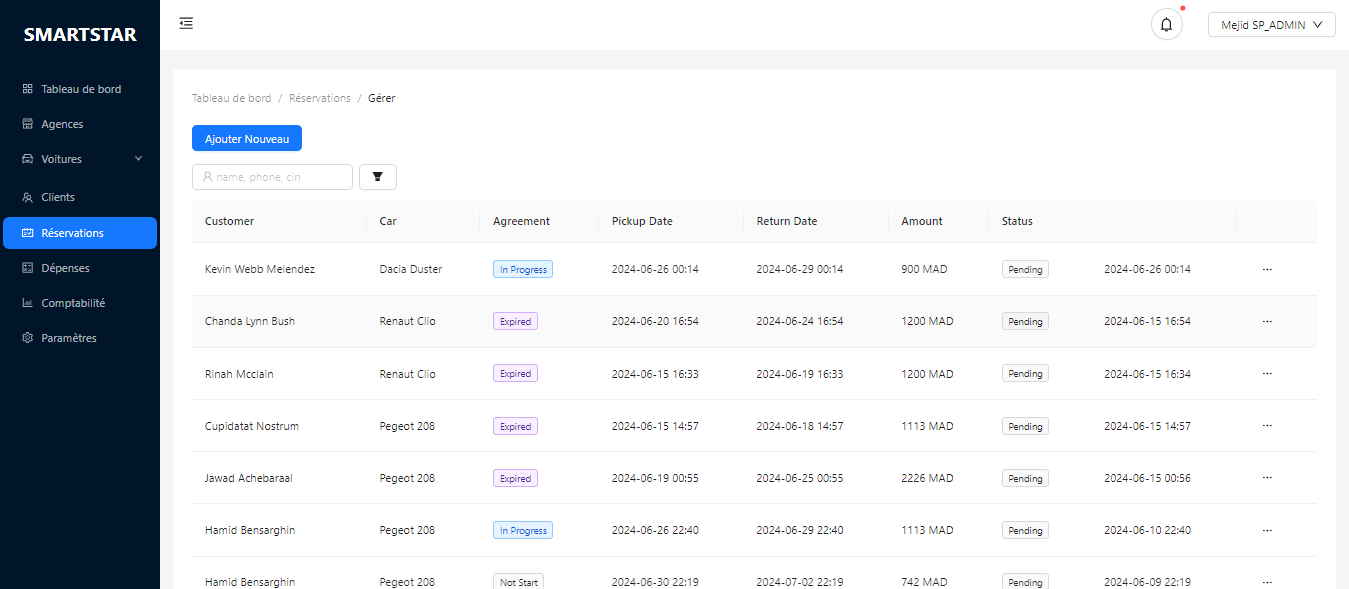 SMARTSTAR
Mejid SP_ADMIN
Tableau de bord
Agences
Voitures
Clients
Réservations
Dépenses
Comptabilité
Paramètres
Tableau de bord / Réservations / Gérer
Ajouter Nouveau
name, phone, cin
Customer Car Agreement Pickup Date Return Date Amount Status
Kevin Webb Melendez Dacia Duster In Progress 2024-06-26 00:14 2024-06-29 00:14 900 MAD Pending 2024-06-26 00:14 ...
Chanda Lynn Bush Renaut Clio Expired 2024-06-20 16:54 2024-06-24 16:54 1200 MAD Pending 2024-06-15 16:54 ...
Rinah Mcclain Renaut Clio Expired 2024-06-15 16:33 2024-06-19 16:33 1200 MAD Pending 2024-06-15 16:34 ...
Cupidatat Nostrum Pegeot 208 Expired 2024-06-15 14:57 2024-06-18 14:57 1113 MAD Pending 2024-06-15 14:57 ...
Jawad Achebaraal Pegeot 208 Expired 2024-06-19 00:55 2024-06-25 00:55 2226 MAD Pending 2024-06-15 00:56 ...
Hamid Bensarghin Pegeot 208 In Progress 2024-06-26 22:40 2024-06-29 22:40 1113 MAD Pending 2024-06-10 22:40 ...
Hamid Bensarghin Pegeot 208 Not Start 2024-06-30 22:19 2024-07-02 22:19 742 MAD Pending 2024-06-09 22:19 ...